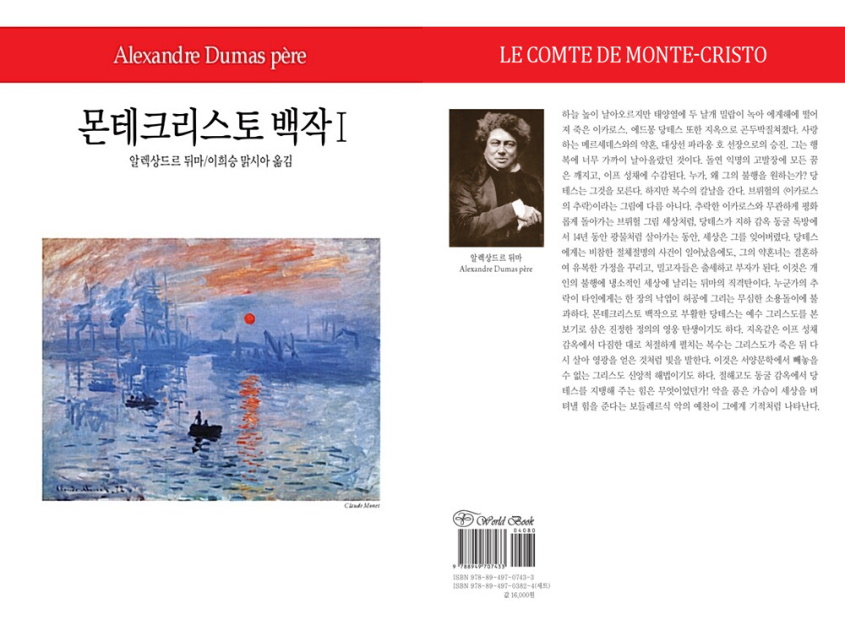 Alexandre Dumas père
몬테크리스토 백작 I
알렉상드르 뒤마/이희승 맑시아 옮김
Claude Monet 72
Claude Monet
LE COMTE DE MONTE-CRISTO
알렉상드르 뒤마
Alexandre Dumas père
하늘 높이 날아오르지만 태양열에 두 날개 밀랍이 녹아 에게해에 떨어
져 죽은 이카로스. 에드몽 당테스 또한 지옥으로 곤두박질쳐졌다. 사랑
하는 메르세데스와의 약혼, 대상선 파라옹 호 선장으로의 승진. 그는 행
복에 너무 가까이 날아올랐던 것이다. 돌연 익명의 고발장에 모든 꿈
은 깨지고, 이프 성채에 수감된다. 누가, 왜 그의 불행을 원하는가? 당
테스는 그것을 모른다. 하지만 복수의 칼날을 간다. 브뤼헐의 〈이카로스
의 추락〉이라는 그림에 다름 아니다. 추락한 이카로스와 무관하게 평화
롭게 돌아가는 브뤼헐 그림 세상처럼, 당테스가 지하 감옥 동굴 독방에
서 14년 동안 광물처럼 살아가는 동안, 세상은 그를 잊어버렸다. 당테스
에게는 비참한 절체절명의 사건이 일어났음에도, 그의 약혼녀는 결혼하
여 유복한 가정을 꾸리고, 밀고자들은 출세하고 부자가 된다. 이것은 개
인의 불행에 냉소적인 세상에 날리는 뒤마의 직격탄이다. 누군가의 추
락이 타인에게는 한 장의 낙엽이 허공에 그리는 무심한 소용돌이에 불
과하다. 몬테크리스토 백작으로 부활한 당테스는 예수 그리스도를 본
보기로 삼은 진정한 정의의 영웅 탄생이기도 하다. 지옥같은 이프 성채
감옥에서 다짐한 대로 처절하게 펼치는 복수는 그리스도가 죽은 뒤 다
시 살아 영광을 얻은 것처럼 빛을 발한다. 이것은 서양문학에서 빼놓을
수 없는 그리스도 신앙적 해법이기도 하다. 절해고도 동굴 감옥에서 당
테스를 지탱해 주는 힘은 무엇이었던가! 악을 품은 가슴이 세상을 버
텨낼 힘을 준다는 보들레르식 악의 예찬이 그에게 기적처럼 나타난다.
World Book
04080
9 788949 707433
ISBN 978-89-497-0743-3
ISBN 978-89-497-0382-4(세트)
값 16,000원